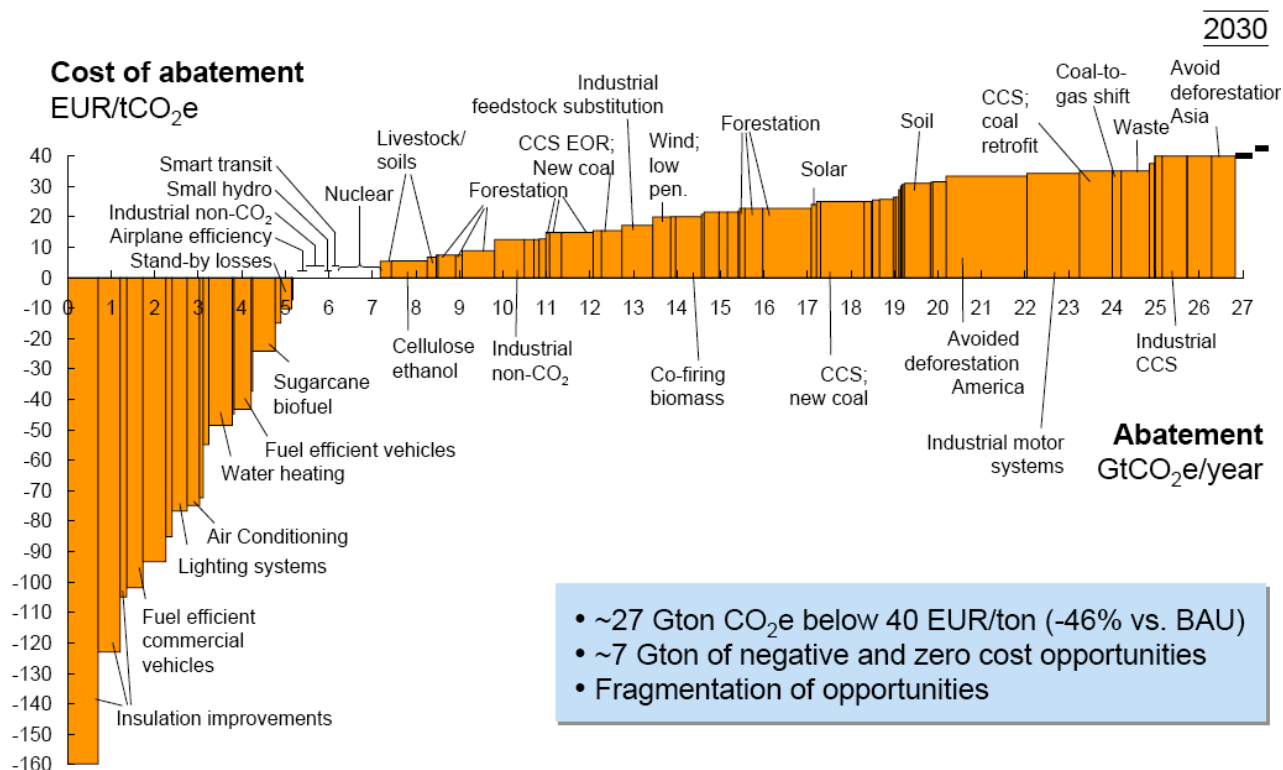 2030
Cost of abatement
EUR/tCO₂e
Industrial
feedstock substitution
Coal-to-
gas shift
Avoid
deforestation
Asia
CCS;
coal
retrofit
Waste
Livestock/
soils
CCS EOR;
New coal
Wind;
low
pen.
Forestation
Soil
Solar
Smart transit
Small hydro
Industrial non-CO₂
Airplane efficiency
Stand-by losses
Nuclear
Forestation
40
30
20
10
0
-10
-20
-30
-40
-50
-60
-70
-80
-90
-100
-110
-120
-130
-140
-150
-160
0 1 2 3 4 5 6 7 8 9 10 11 12 13 14 15 16 17 18 19 20 21 22 23 24 25 26 27
Cellulose
ethanol
Industrial
non-CO₂
Co-firing
biomass
CCS;
new coal
Avoided
deforestation
America
Industrial
CCS
Industrial motor
systems
Abatement
GtCO₂e/year
Sugarcane
biofuel
Fuel efficient vehicles
Water heating
Air Conditioning
Lighting systems
Fuel efficient
commercial
vehicles
Insulation improvements
• ~27 Gton CO₂e below 40 EUR/ton (-46% vs. BAU)
• ~7 Gton of negative and zero cost opportunities
• Fragmentation of opportunities